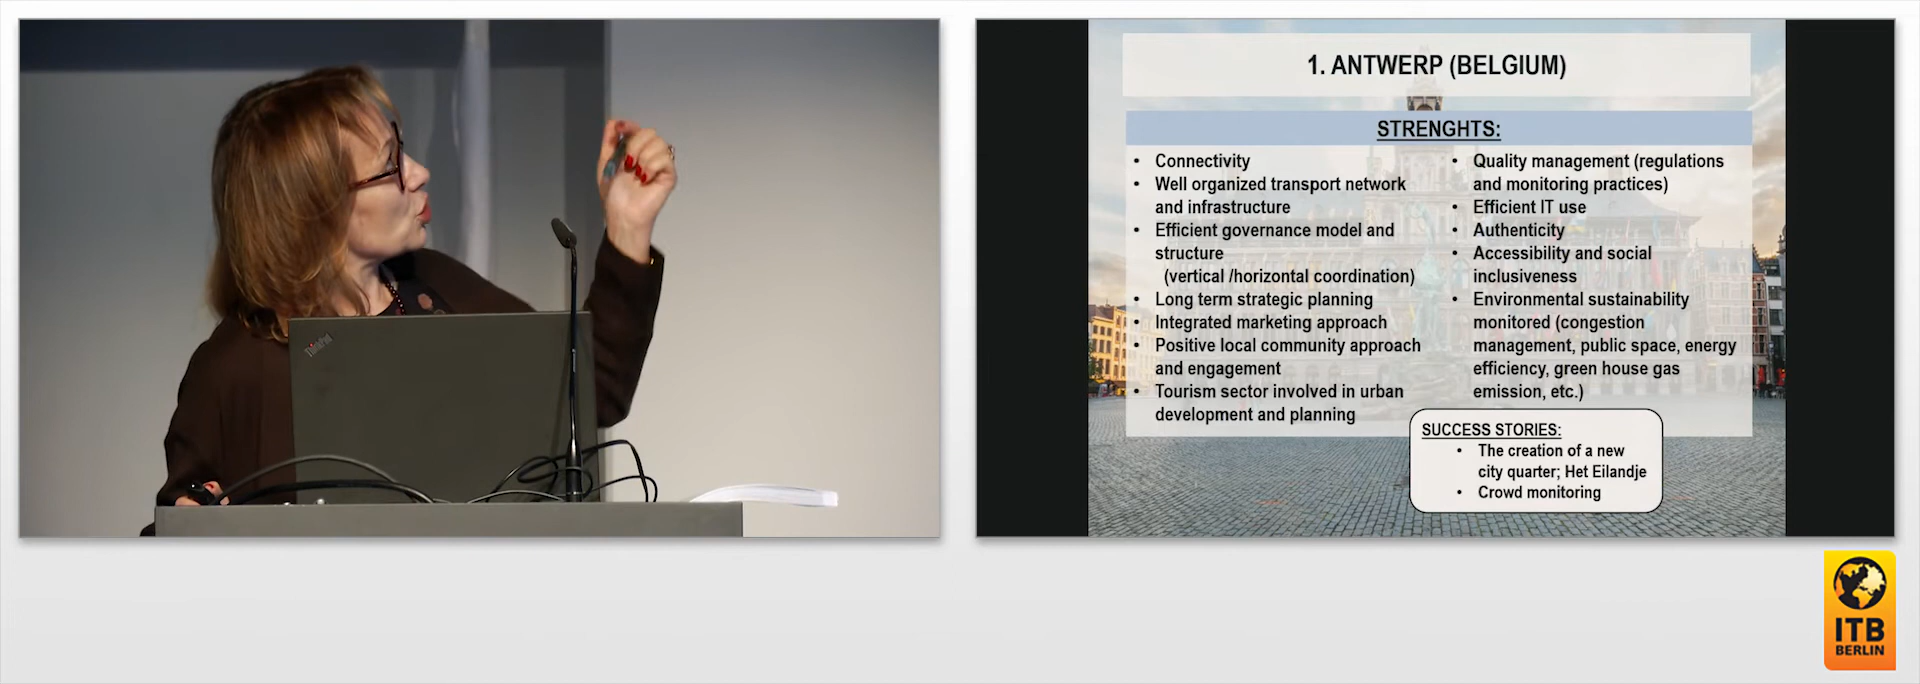 ThinkPad
1. ANTWERP (BELGIUM)
STRENGHTS:
• Connectivity
• Well organized transport network
and infrastructure
• Efficient governance model and
structure
(vertical /horizontal coordination)
• Long term strategic planning
• Integrated marketing approach
• Positive local community approach
and engagement
• Tourism sector involved in urban
development and planning
• Quality management (regulations
and monitoring practices)
• Efficient IT use
• Authenticity
• Accessibility and social
inclusiveness
• Environmental sustainability
monitored (congestion
management, public space, energy
efficiency, green house gas
emission, etc.)
SUCCESS STORIES:
• The creation of a new
city quarter; Het Eilandje
• Crowd monitoring
ITB
BERLIN